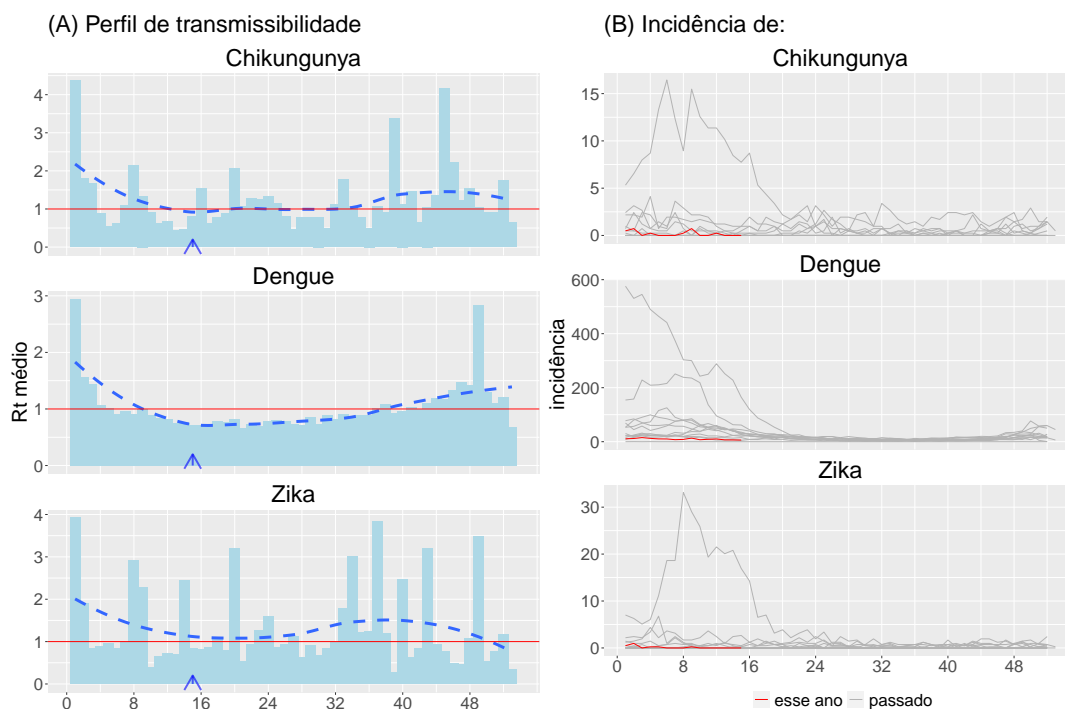 (A) Perfil de transmissibilidade
Chikungunya
4
3
2
1
0
Dengue
3
2
1
0
Rt médio
Zika
4
3
2
1
0
0 8 16 24 32 40 48
(B) Incidência de:
Chikungunya
15
10
5
0
Dengue
600
400
200
0
incidência
Zika
30
20
10
0
0 8 16 24 32 40 48
esse ano passado